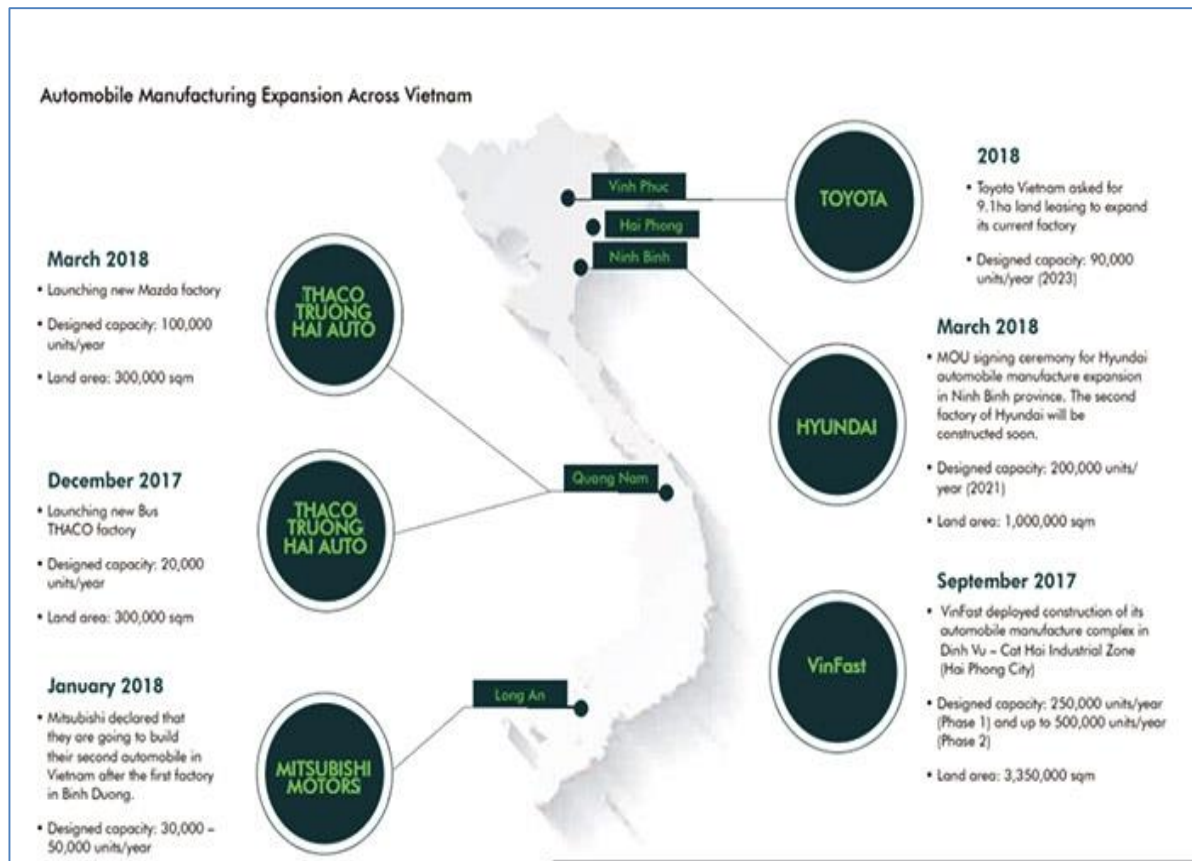 Automobile Manufacturing Expansion Across Vietnam
March 2018
• Launching new Mazda factory
• Designed capacity: 100,000
units/year
• Land area: 300,000 sqm
THACO
TRUONG
HAI AUTO
December 2017
• Launching new Bus
THACO factory
• Designed capacity: 20,000
units/year
• Land area: 300,000 sqm
THACO
TRUONG
HAI AUTO
January 2018
• Mitsubishi declared that
they are going to build
their second automobile in
Vietnam after the first factory
in Binh Duong.
• Designed capacity: 30,000 –
50,000 units/year
MITSUBISHI
MOTORS
Vinh Phuc
Hai Phong
Ninh Binh
Quang Nam
Long An
TOYOTA
2018
• Toyota Vietnam asked for
9.1ha land leasing to expand
its current factory
• Designed capacity: 90,000
units/year (2023)
HYUNDAI
March 2018
• MOU signing ceremony for Hyundai
automobile manufacture expansion
in Ninh Binh province. The second
factory of Hyundai will be
constructed soon.
• Designed capacity: 200,000 units/
year (2021)
• Land area: 1,000,000 sqm
VinFast
September 2017
• VinFast deployed construction of its
automobile manufacture complex in
Dinh Vu – Cat Hai Industrial Zone
(Hai Phong City)
• Designed capacity: 250,000 units/year
(Phase 1) and up to 500,000 units/year
(Phase 2)
• Land area: 3,350,000 sqm